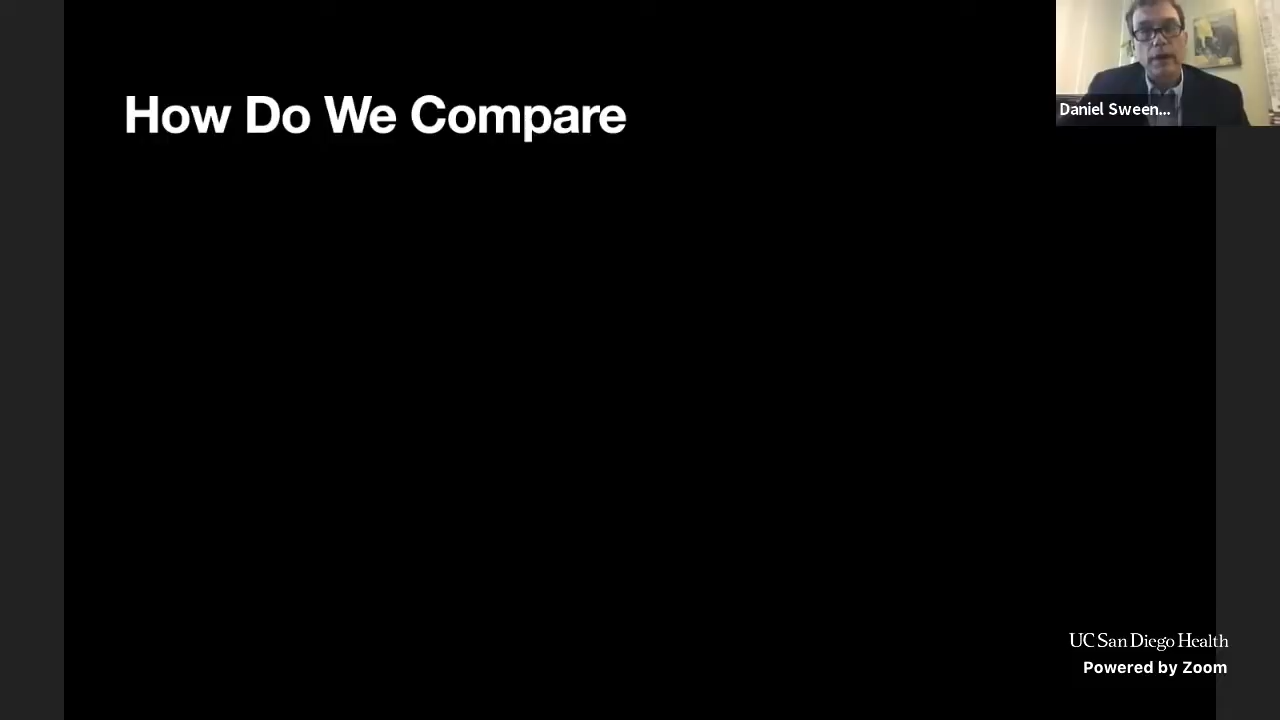 How Do We Compare
Daniel Sween...
UC San Diego Health
Powered by Zoom